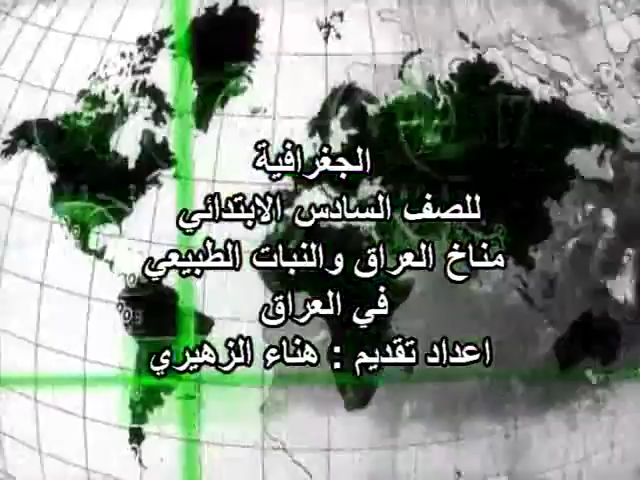 الجغرافية
للصف السادس الابتدائي
مناخ العراق والنبات الطبيعي
في العراق
اعداد تقديم : هناء الزهيري